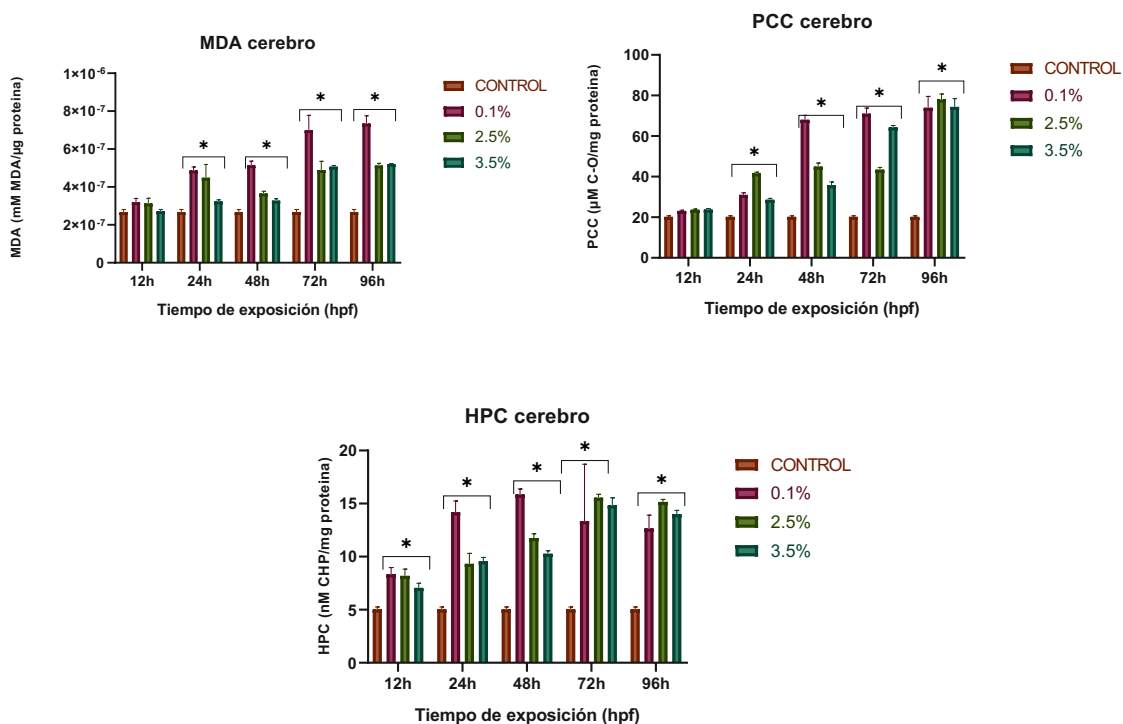 MDA cerebro
MDA (mM MDA/µg proteina)
1×10⁻⁶
8×10⁻⁷
6×10⁻⁷
4×10⁻⁷
2×10⁻⁷
0
*
*
*
*
12h 24h 48h 72h 96h
Tiempo de exposición (hpf)
CONTROL
0.1%
2.5%
3.5%
PCC cerebro
PCC (µM C-O/mg proteina)
100
80
60
40
20
0
*
*
*
*
12h 24h 48h 72h 96h
Tiempo de exposición (hpf)
CONTROL
0.1%
2.5%
3.5%
HPC cerebro
HPC (nM CHP/mg proteina)
20
15
10
5
0
*
*
*
*
*
12h 24h 48h 72h 96h
Tiempo de exposición (hpf)
CONTROL
0.1%
2.5%
3.5%